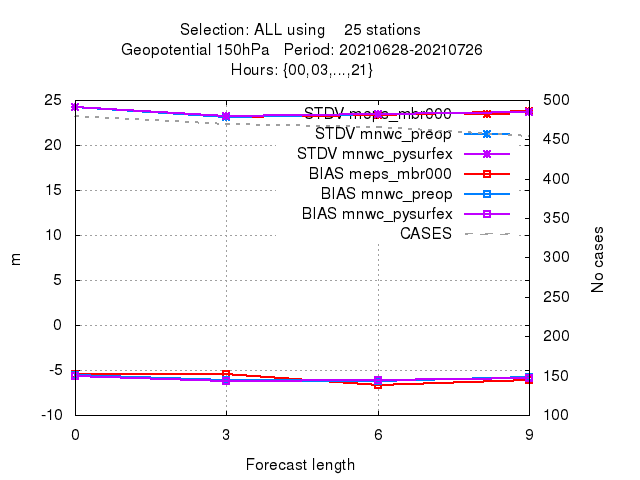 Selection: ALL using 25 stations
Geopotential 150hPa Period: 20210628-20210726
Hours: {00,03,...,21}
25
20
15
10
5
0
-5
-10
m
500
450
400
350
300
250
200
150
100
No cases
STDV meps_mbr000
STDV mnwc_preop
STDV mnwc_pysurfex
BIAS meps_mbr000
BIAS mnwc_preop
BIAS mnwc_pysurfex
CASES
0 3 6 9
Forecast length